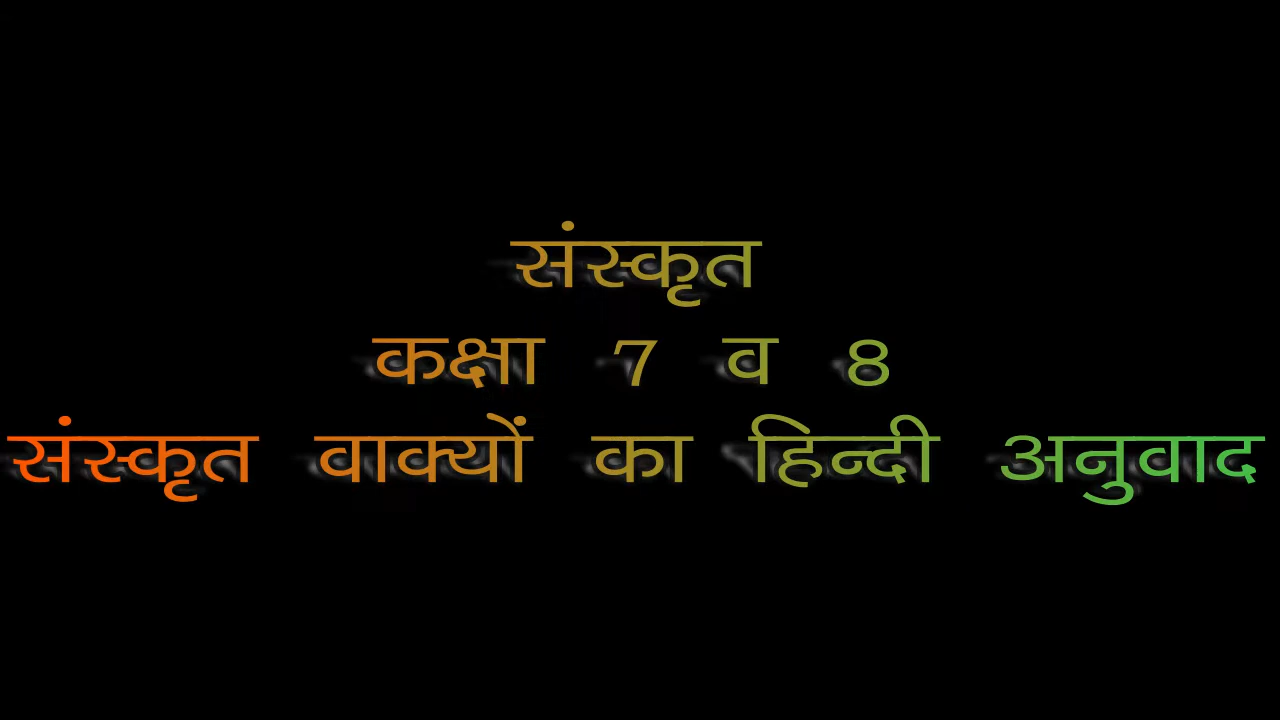 संस्कृत
कक्षा 7 व 8
संस्कृत वाक्यों का हिन्दी अनुवाद